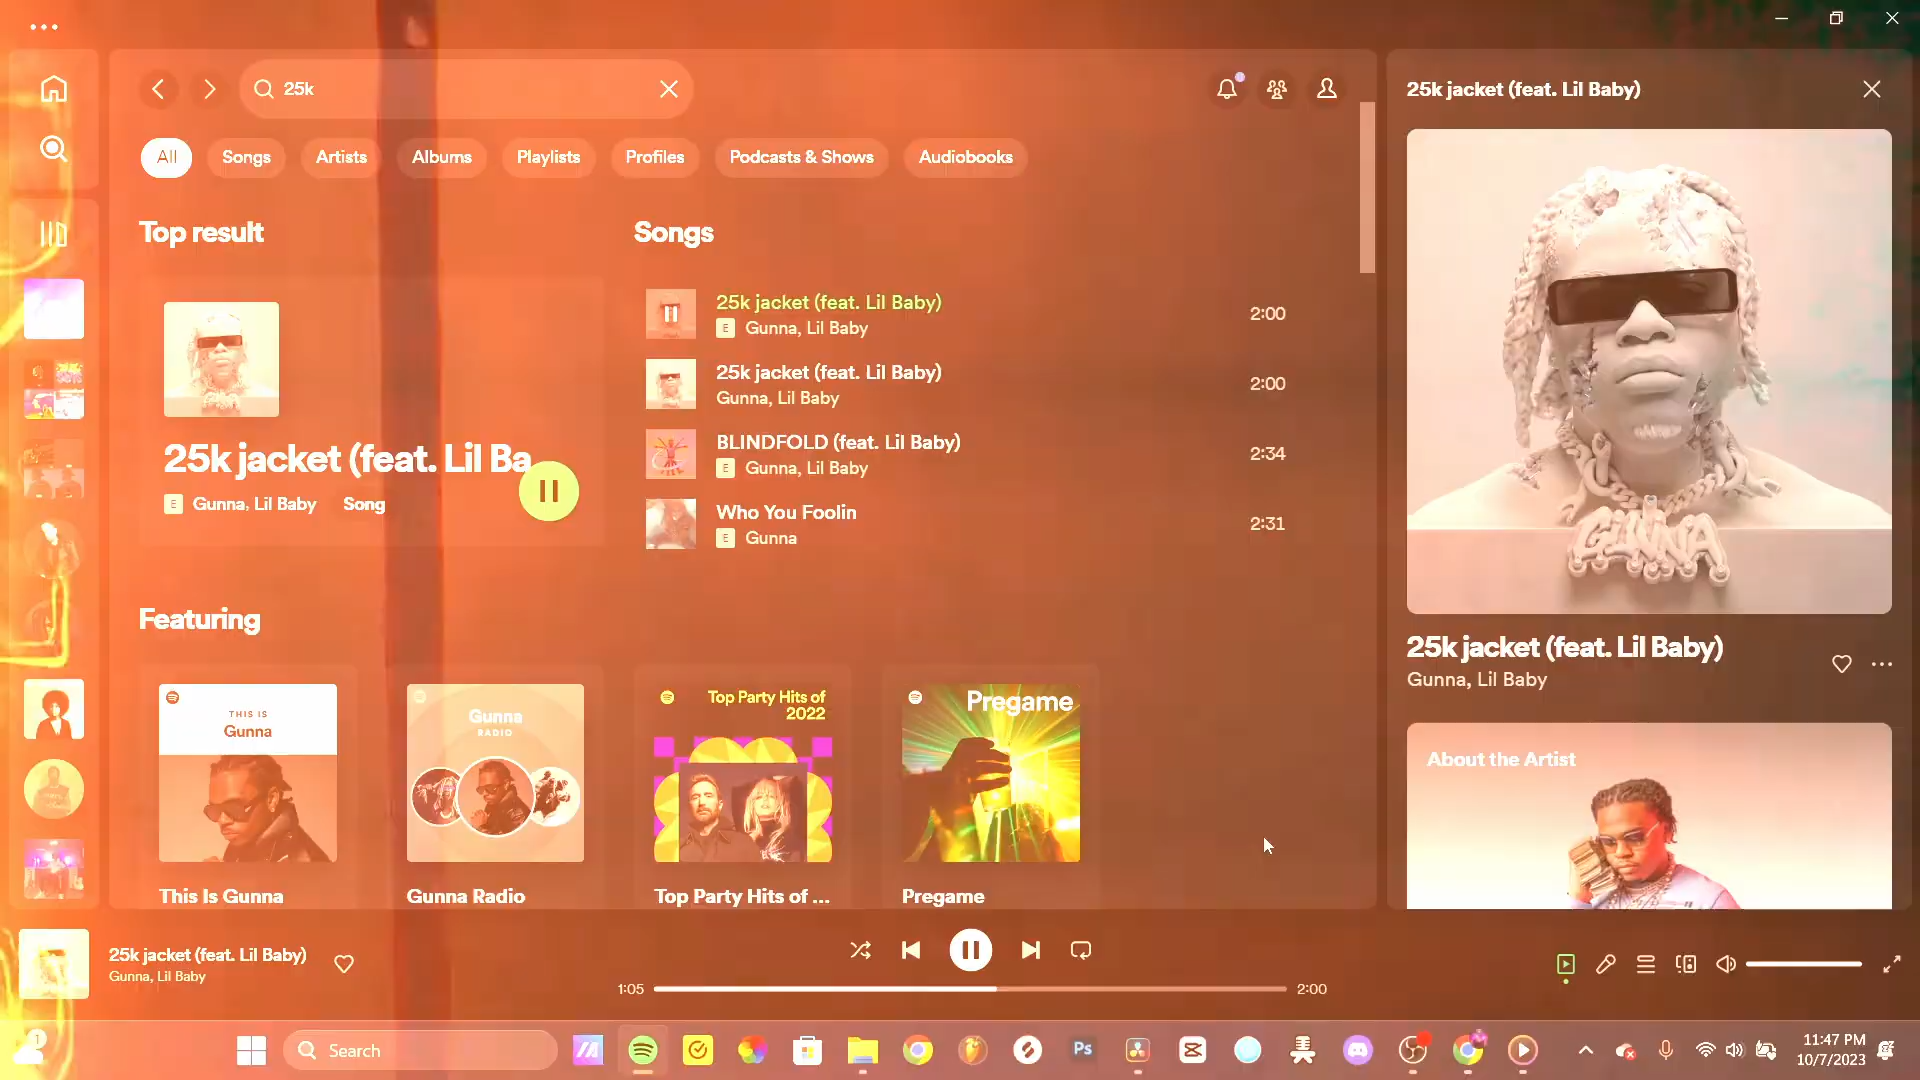 25k
All
Songs
Artists
Albums
Playlists
Profiles
Podcasts & Shows
Audiobooks
Top result
25k jacket (feat. Lil Ba
E Gunna, Lil Baby Song
Songs
25k jacket (feat. Lil Baby)
E Gunna, Lil Baby
2:00
25k jacket (feat. Lil Baby)
Gunna, Lil Baby
2:00
BLINDFOLD (feat. Lil Baby)
E Gunna, Lil Baby
2:34
Who You Foolin
E Gunna
2:31
Featuring
THIS IS
Gunna
This Is Gunna
Gunna
RADIO
Gunna Radio
Top Party Hits of
2022
Top Party Hits of ...
Pregame
Pregame
25k jacket (feat. Lil Baby)
GUNNA
25k jacket (feat. Lil Baby)
Gunna, Lil Baby
About the Artist
25k jacket (feat. Lil Baby)
Gunna, Lil Baby
1:05
2:00
1
Search
Ps
11:47 PM
10/7/2023